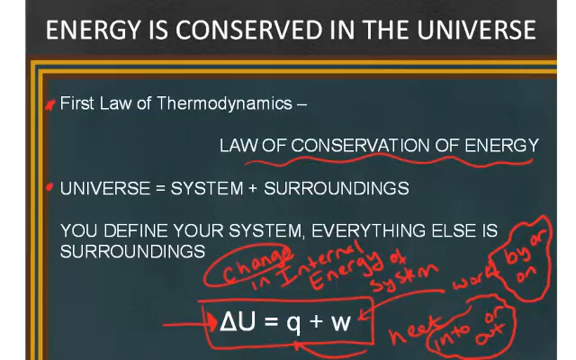 ENERGY IS CONSERVED IN THE UNIVERSE
First Law of Thermodynamics –
LAW OF CONSERVATION OF ENERGY
UNIVERSE = SYSTEM + SURROUNDINGS
YOU DEFINE YOUR SYSTEM, EVERYTHING ELSE IS
SURROUNDINGS
Change
in Internal
Energy of
system
work by or
on
ΔU = q + w
heat into or
out